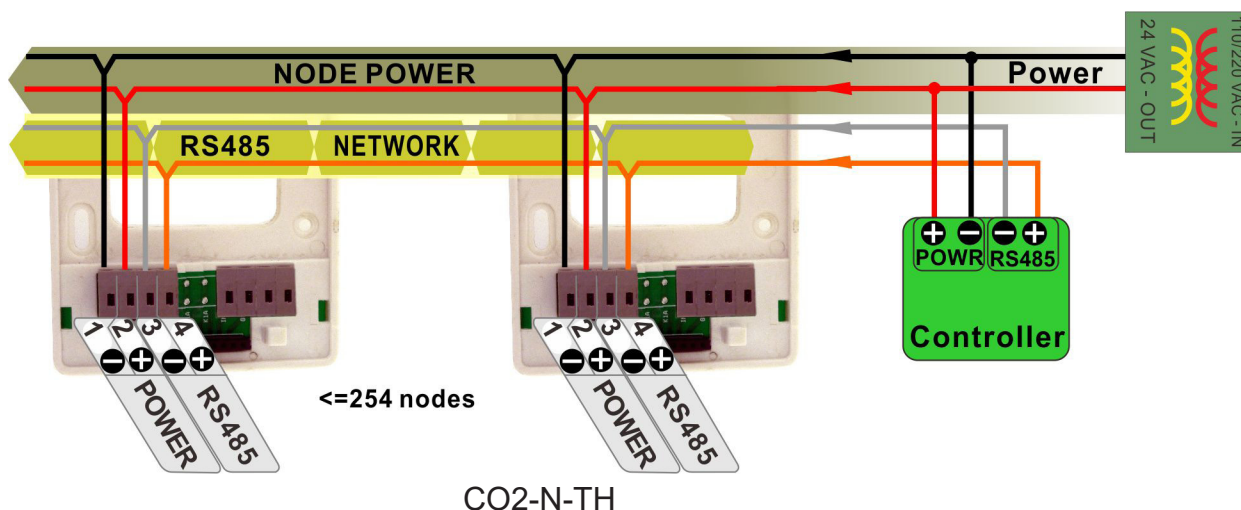 110/220 VAC - IN
24 VAC - OUT
Power
NODE POWER
RS485 NETWORK
POWR RS485
Controller
1 2 3 4
POWER
RS485
1 2 3 4
POWER
RS485
<=254 nodes
CO2-N-TH